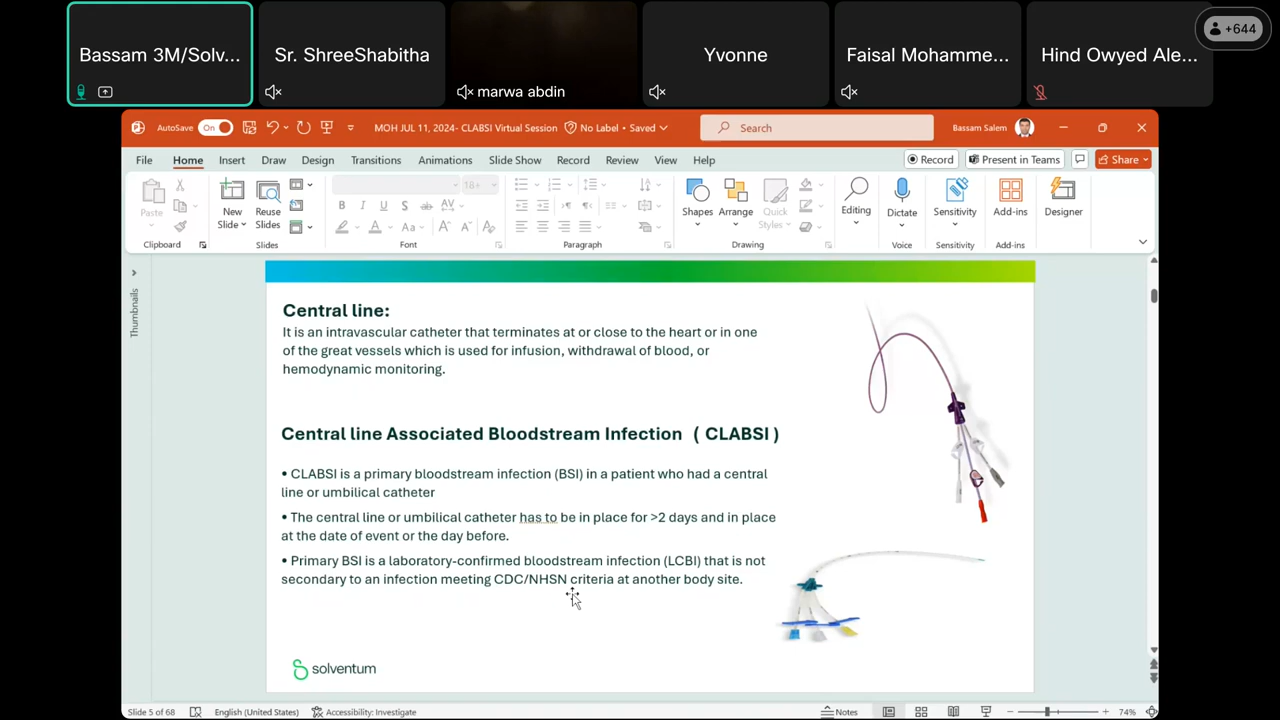 Bassam 3M/Solv...
Sr. ShreeShabitha
marwa abdin
Yvonne
Faisal Mohamme...
Hind Owyed Ale...
+644
AutoSave On
MOH JUL 11, 2024- CLABSI Virtual Session
No Label • Saved
Search
Bassam Salem
File Home Insert Draw Design Transitions Animations Slide Show Record Review View Help
Record
Present in Teams
Share
Paste
New Slide
Reuse Slides
18+
Shapes
Arrange
Quick Styles
Editing
Dictate
Sensitivity
Add-ins
Designer
Clipboard
Slides
Font
Paragraph
Drawing
Voice
Sensitivity
Add-ins
Thumbnails
Central line:
It is an intravascular catheter that terminates at or close to the heart or in one
of the great vessels which is used for infusion, withdrawal of blood, or
hemodynamic monitoring.
Central line Associated Bloodstream Infection ( CLABSI )
• CLABSI is a primary bloodstream infection (BSI) in a patient who had a central
line or umbilical catheter
• The central line or umbilical catheter has to be in place for >2 days and in place
at the date of event or the day before.
• Primary BSI is a laboratory-confirmed bloodstream infection (LCBI) that is not
secondary to an infection meeting CDC/NHSN criteria at another body site.
solventum
Slide 5 of 68
English (United States)
Accessibility: Investigate
Notes
74%